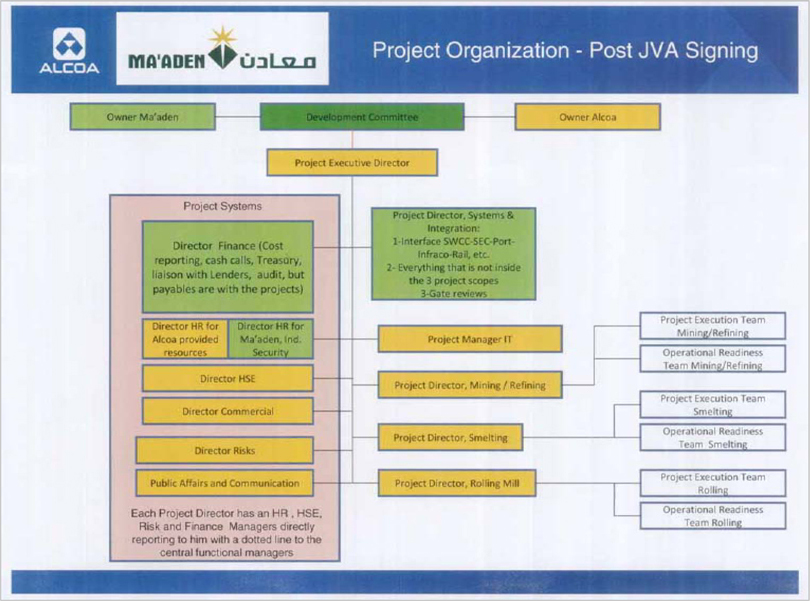 ALCOA
MA'ADEN معادن
Project Organization - Post JVA Signing
Owner Ma'aden
Development Committee
Owner Alcoa
Project Executive Director
Project Systems
Director Finance (Cost
reporting, cash calls, Treasury,
liaison with Lenders, audit, but
payables are with the projects)
Project Director, Systems &
Integration:
1-Interface SWCC-SEC-Port-
Infraco-Rail, etc.
2- Everything that is not inside
the 3 project scopes
3-Gate reviews
Director HR for
Alcoa provided
resources
Director HR for
Ma'aden, Ind.
Security
Director HSE
Director Commercial
Director Risks
Public Affairs and Communication
Each Project Director has an HR , HSE,
Risk and Finance Managers directly
reporting to him with a dotted line to the
central functional managers
Project Manager IT
Project Director, Mining / Refining
Project Director, Smelting
Project Director, Rolling Mill
Project Execution Team
Mining/Refining
Operational Readiness
Team Mining/Refining
Project Execution Team
Smelting
Operational Readiness
Team Smelting
Project Execution Team
Rolling
Operational Readiness
Team Rolling